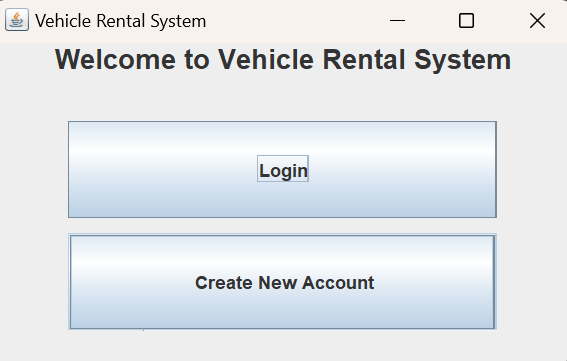 Vehicle Rental System
Welcome to Vehicle Rental System
Login
Create New Account